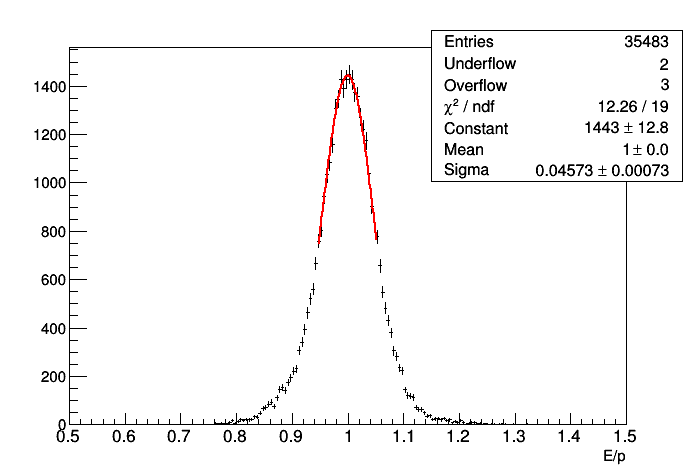 Entries 35483
Underflow 2
Overflow 3
χ² / ndf 12.26 / 19
Constant 1443 ± 12.8
Mean 1 ± 0.0
Sigma 0.04573 ± 0.00073
1400
1200
1000
800
600
400
200
0
0.5 0.6 0.7 0.8 0.9 1 1.1 1.2 1.3 1.4 1.5
E/p